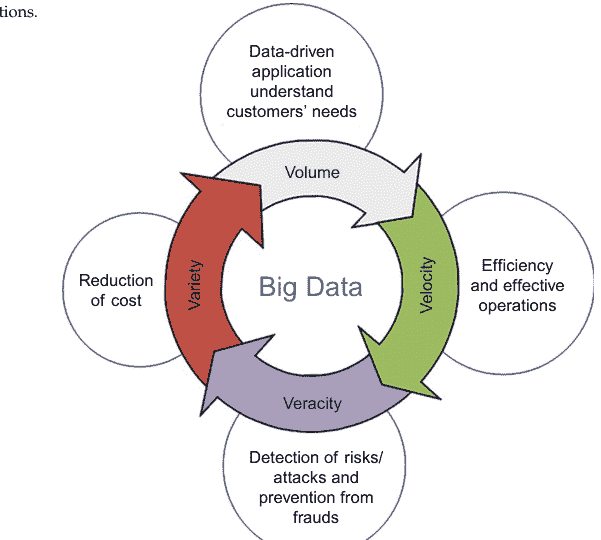 tions.
Data-driven
application
understand
customers' needs
Volume
Reduction
of cost
Variety
Big Data
Velocity
Efficiency
and effective
operations
Veracity
Detection of risks/
attacks and
prevention from
frauds